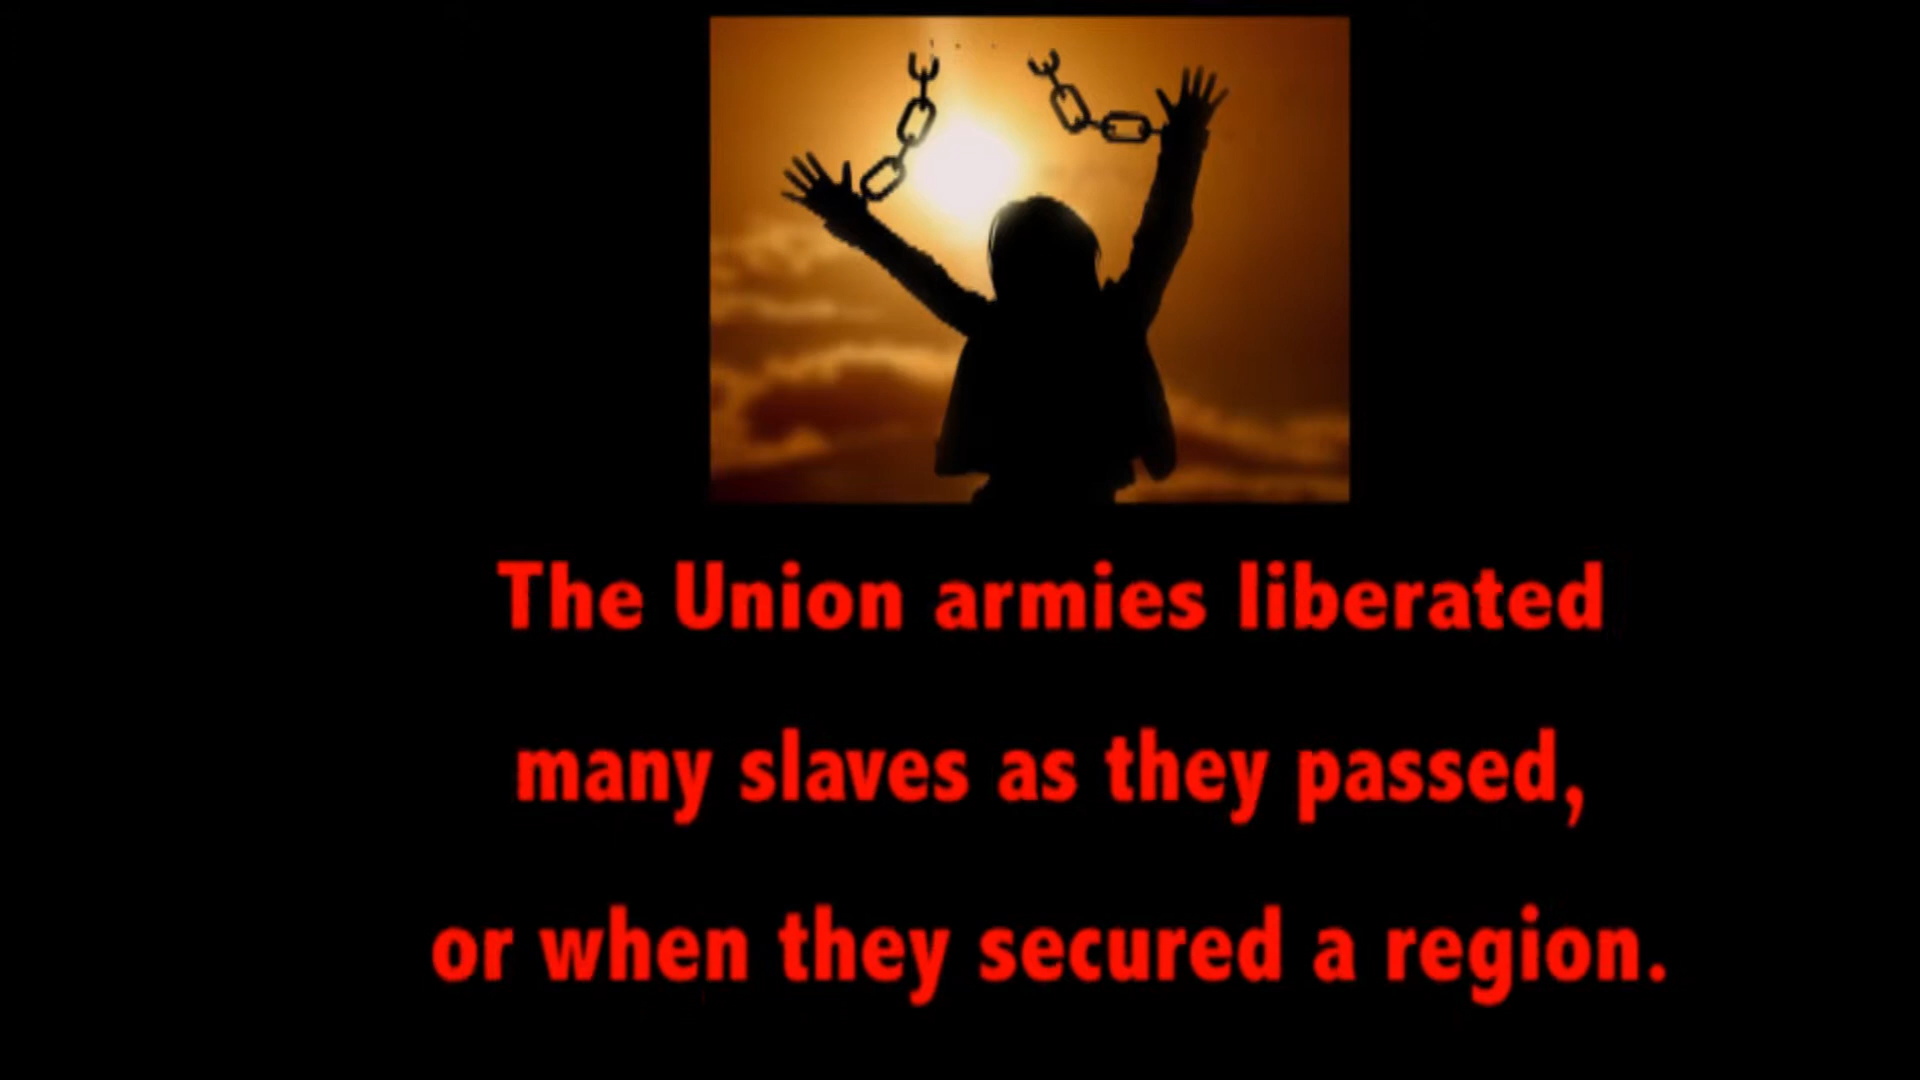 The Union armies liberated
many slaves as they passed,
or when they secured a region.